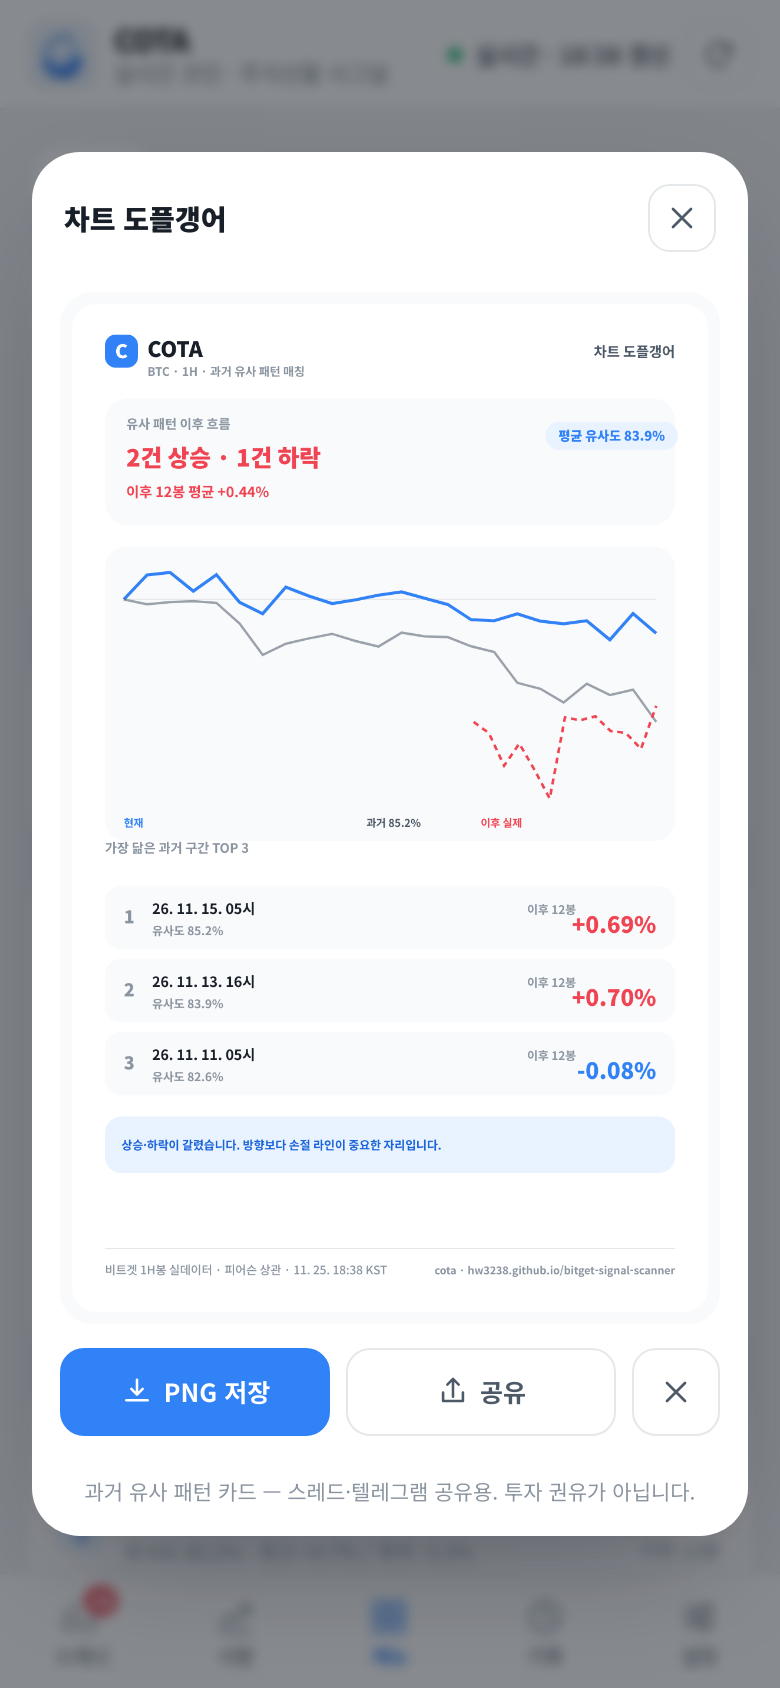 COTA
차트 도플갱어
C COTA
BTC · 1H · 과거 유사 패턴 매칭
차트 도플갱어
유사 패턴 이후 흐름
2건 상승 · 1건 하락
이후 12봉 평균 +0.44%
평균 유사도 83.9%
현재
과거 85.2%
이후 실제
가장 닮은 과거 구간 TOP 3
1
26. 11. 15. 05시
유사도 85.2%
이후 12봉
+0.69%
2
26. 11. 13. 16시
유사도 83.9%
이후 12봉
+0.70%
3
26. 11. 11. 05시
유사도 82.6%
이후 12봉
-0.08%
상승·하락이 갈렸습니다. 방향보다 손절 라인이 중요한 자리입니다.
비트겟 1H봉 실데이터 · 피어슨 상관 · 11. 25. 18:38 KST
cota · hw3238.github.io/bitget-signal-scanner
PNG 저장
공유
과거 유사 패턴 카드 — 스레드·텔레그램 공유용. 투자 권유가 아닙니다.